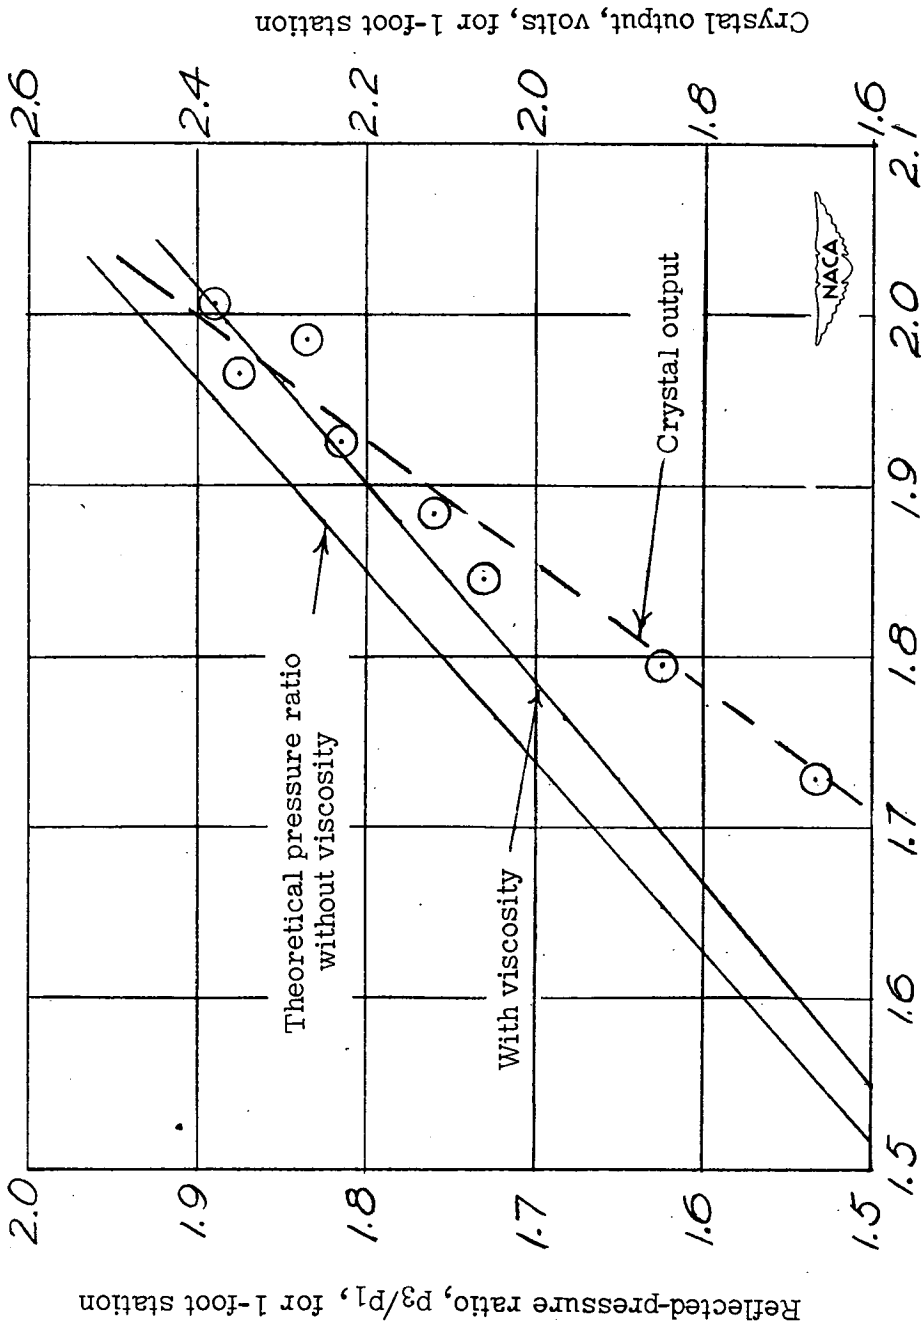 Crystal output, volts, for 1-foot station
2.6
2.4
2.2
2.0
1.8
1.6
Reflected-pressure ratio, p3/p1, for 1-foot station
2.0
1.9
1.8
1.7
1.6
1.5
Theoretical pressure ratio
without viscosity
With viscosity
Crystal output
NACA
1.5
1.6
1.7
1.8
1.9
2.0
2.1